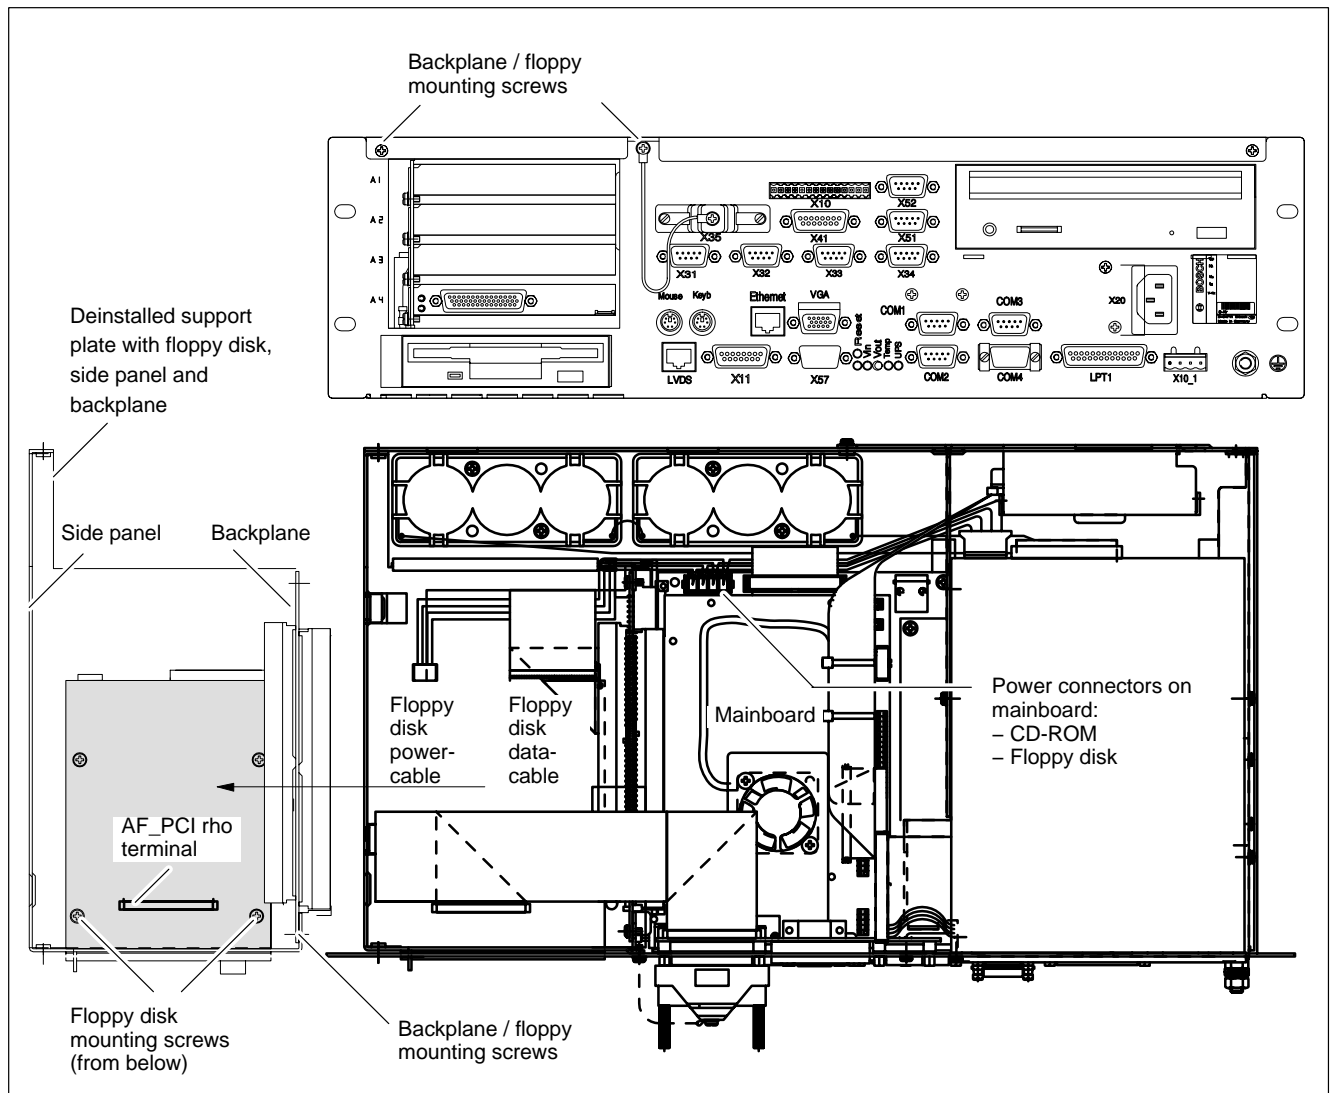 Backplane / floppy
mounting screws
A1
A2
A3
A4
X10
X52
X35
X41
X51
X31
X32
X33
X34
Mouse
Keyb
Ethernet
VGA
COM1
COM3
X20
BOSCH
Reset
Vin
Vout
Temp
UPS
LVDS
X11
X57
COM2
COM4
LPT1
X10_1
Deinstalled support
plate with floppy disk,
side panel and
backplane
Side panel
Backplane
Floppy
disk
power-
cable
Floppy
disk
data-
cable
Mainboard
Power connectors on
mainboard:
– CD-ROM
– Floppy disk
AF_PCI rho
terminal
Floppy disk
mounting screws
(from below)
Backplane / floppy
mounting screws